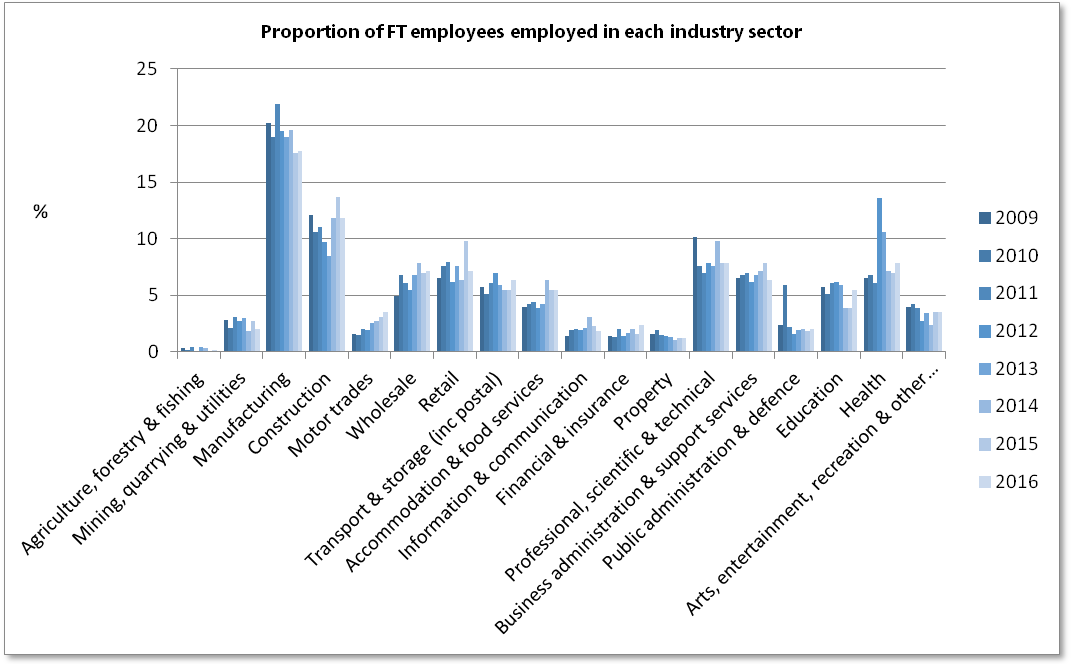 Proportion of FT employees employed in each industry sector
25
20
15
10
5
0
%
Agriculture, forestry & fishing
Mining, quarrying & utilities
Manufacturing
Construction
Motor trades
Wholesale
Retail
Transport & storage (inc postal)
Accommodation & food services
Information & communication
Financial & insurance
Property
Professional, scientific & technical
Business administration & support services
Public administration & defence
Education
Health
Arts, entertainment, recreation & other...
2009
2010
2011
2012
2013
2014
2015
2016